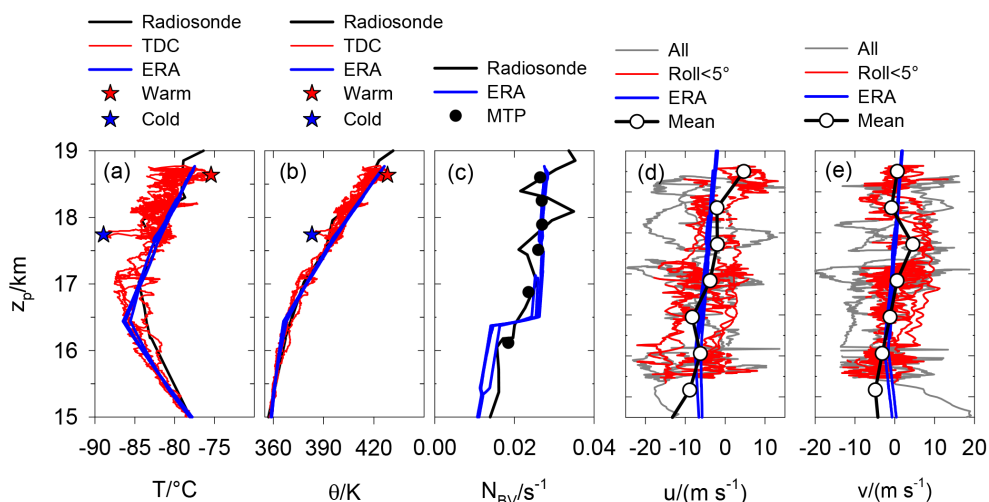 Radiosonde
TDC
ERA
Warm
Cold
Radiosonde
TDC
ERA
Warm
Cold
Radiosonde
ERA
MTP
All
Roll<5°
ERA
Mean
All
Roll<5°
ERA
Mean
(a) (b) (c) (d) (e)
19
18
17
16
15
z_p/km
-90 -85 -80 -75
360 390 420
0.00 0.02 0.04
-20 -10 0 10
-20 -10 0 10 20
T/°C
θ/K
N_BV/s⁻¹
u/(m s⁻¹)
v/(m s⁻¹)